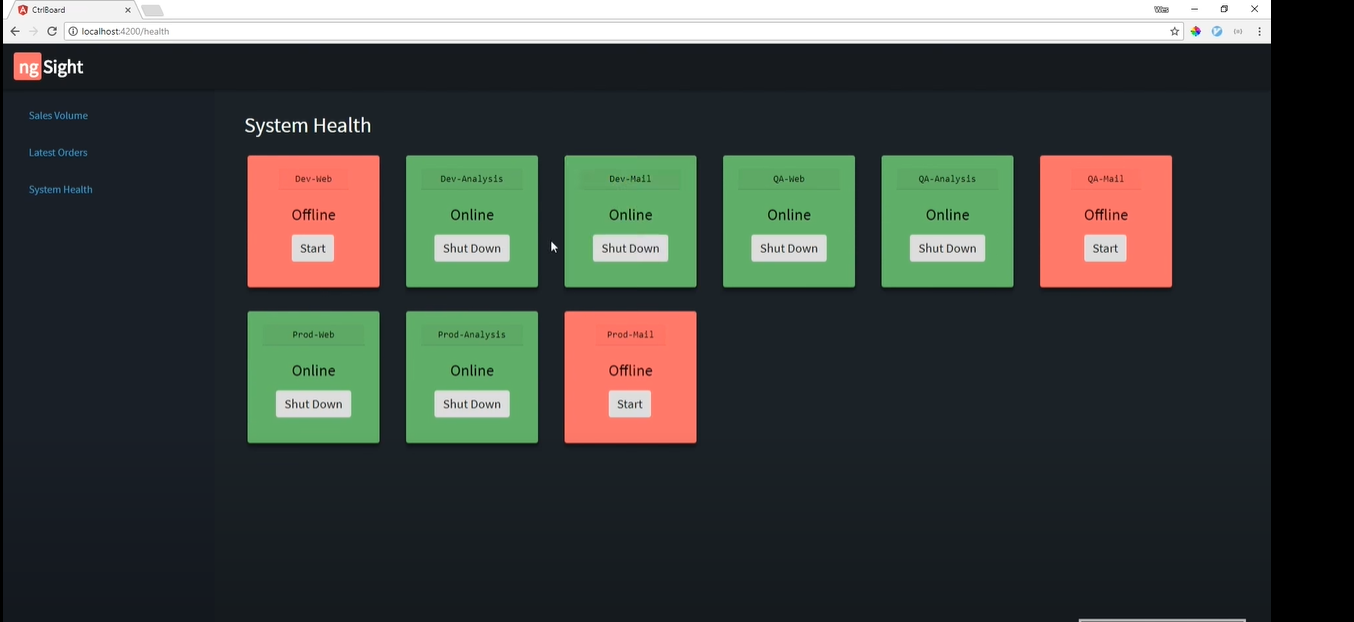 CtrlBoard
Wes
localhost:4200/health
ng Sight
Sales Volume
Latest Orders
System Health
System Health
Dev-Web
Offline
Start
Dev-Analysis
Online
Shut Down
Dev-Mail
Online
Shut Down
QA-Web
Online
Shut Down
QA-Analysis
Online
Shut Down
QA-Mail
Offline
Start
Prod-Web
Online
Shut Down
Prod-Analysis
Online
Shut Down
Prod-Mail
Offline
Start